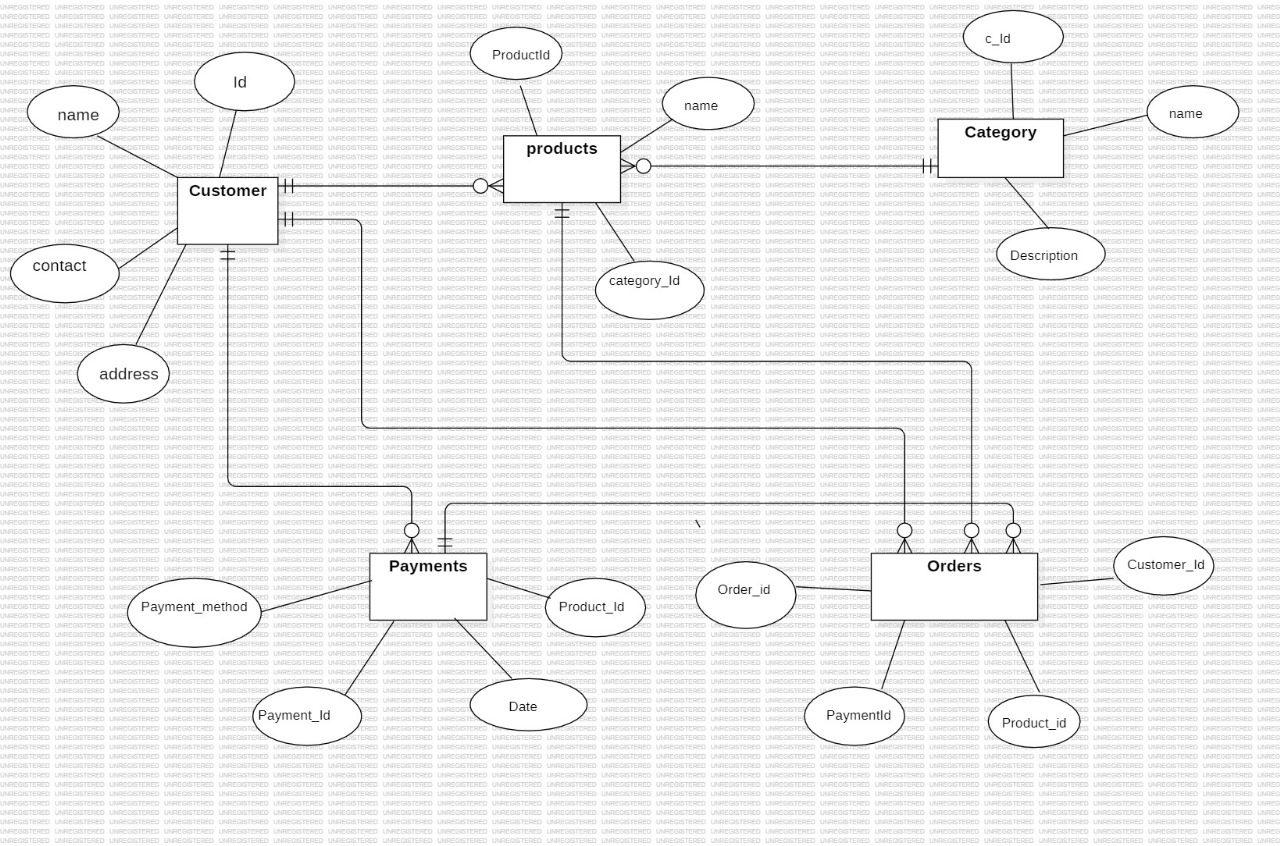 c_Id
ProductId
Id
name
name
name
Category
products
Customer
contact
Description
category_Id
address
Payments
Orders
Customer_Id
Order_id
Payment_method
Product_Id
Date
Payment_Id
PaymentId
Product_id
UNREGISTERED